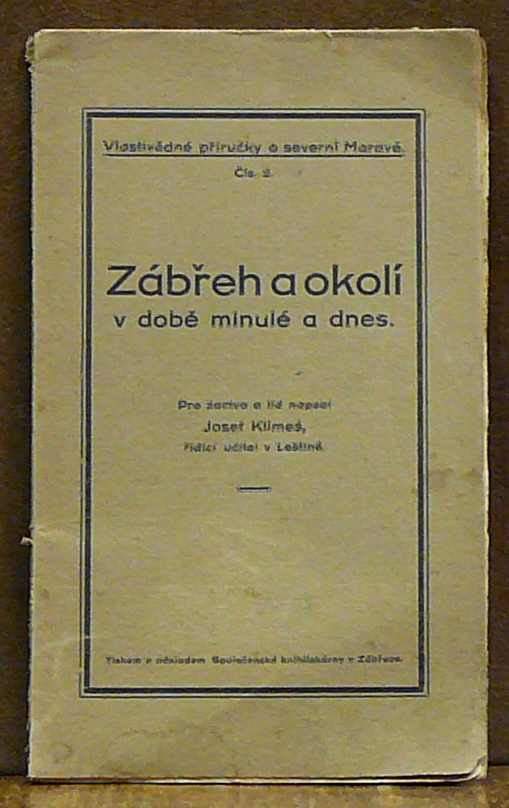 Vlastivědné příručky o severní Moravě.
Čís. 2.
Zábřeh a okolí
v době minulé a dnes.
Pro žactvo a lid napsal
Josef Klimeš,
řídící učitel v Leštině.
Tiskem a nákladem Společenské knihtiskárny v Zábřeze.